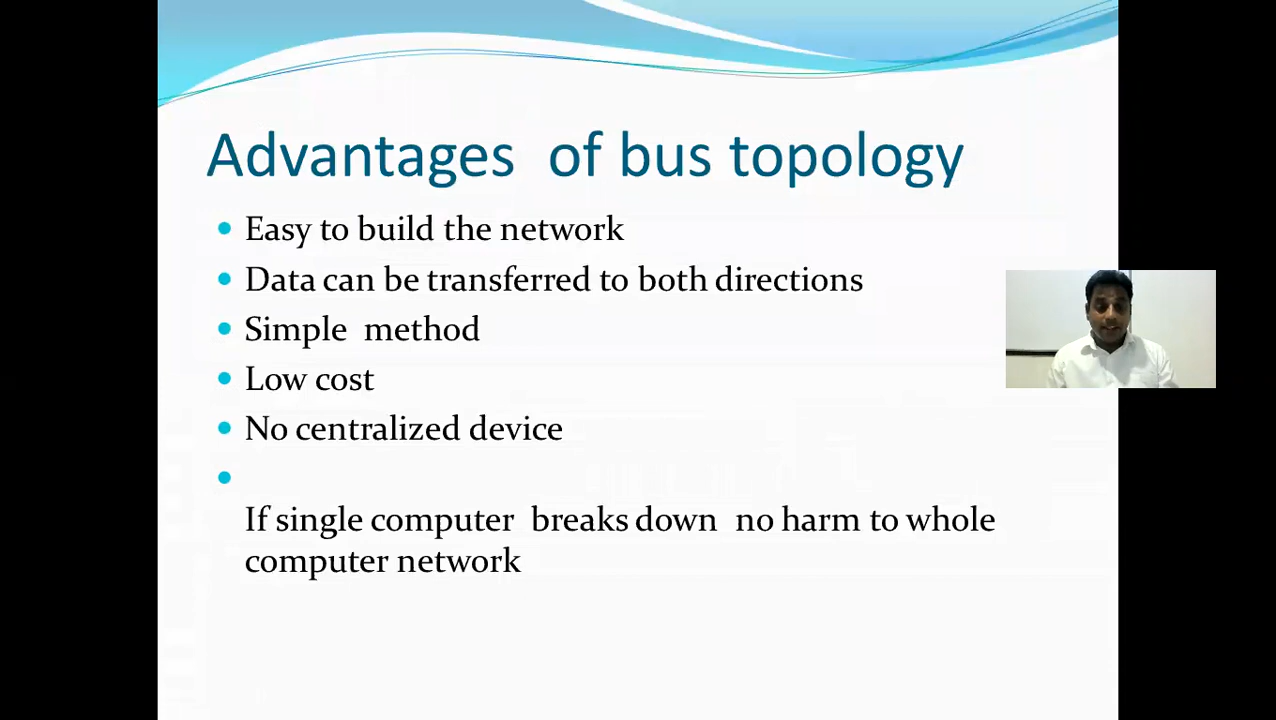 Advantages of bus topology
Easy to build the network
Data can be transferred to both directions
Simple method
Low cost
No centralized device
If single computer breaks down no harm to whole
computer network